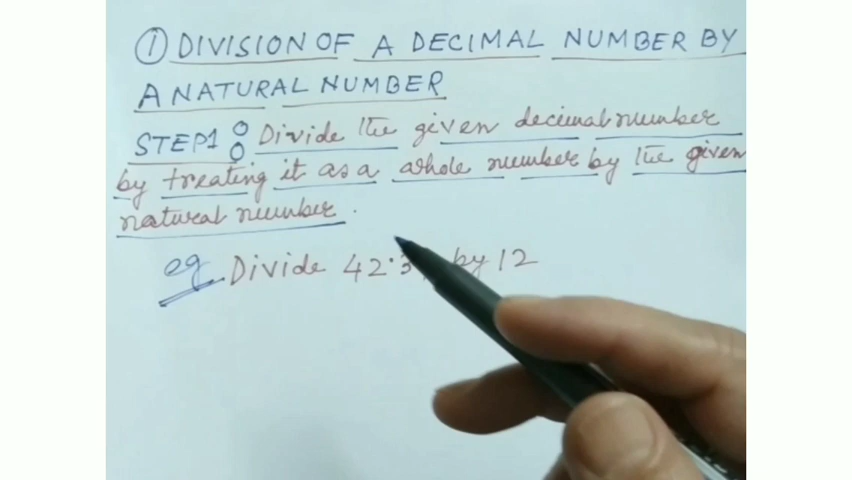 ① DIVISION OF A DECIMAL NUMBER BY
A NATURAL NUMBER
STEP1 : Divide the given decimal number
by treating it as a whole number by the given
natural number.
eg Divide 42.3 by 12